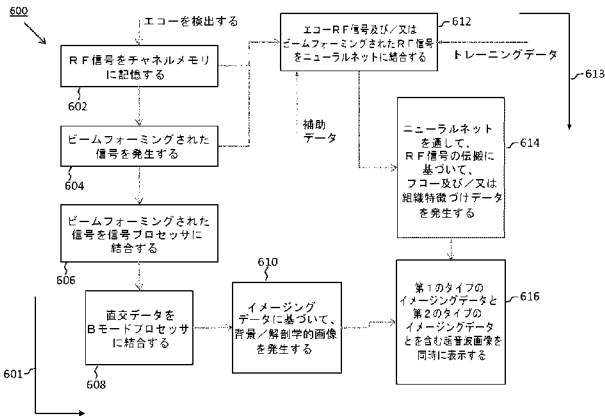 600
エコーを検出する
RF信号をチャネルメモリ
に記憶する
602
ビームフォーミングされた
信号を発生する
604
ビームフォーミングされた
信号を信号プロセッサに
結合する
606
601
直交データを
Bモードプロセッサ
に結合する
608
610
イメージング
データに基づいて、
背景／解剖学的画像
を発生する
エコーRF信号及び／又は
ビームフォーミングされたRF信号
をニューラルネットに結合する
612
トレーニングデータ
613
補助
データ
ニューラルネット
を通して、
RF信号の伝搬に
基づいて、
フロー及び／又は
組織特徴づけデータ
を発生する
614
第1のタイプの
イメージングデータと
第2のタイプの
イメージングデータ
とを含む超音波画像を
同時に表示する
616